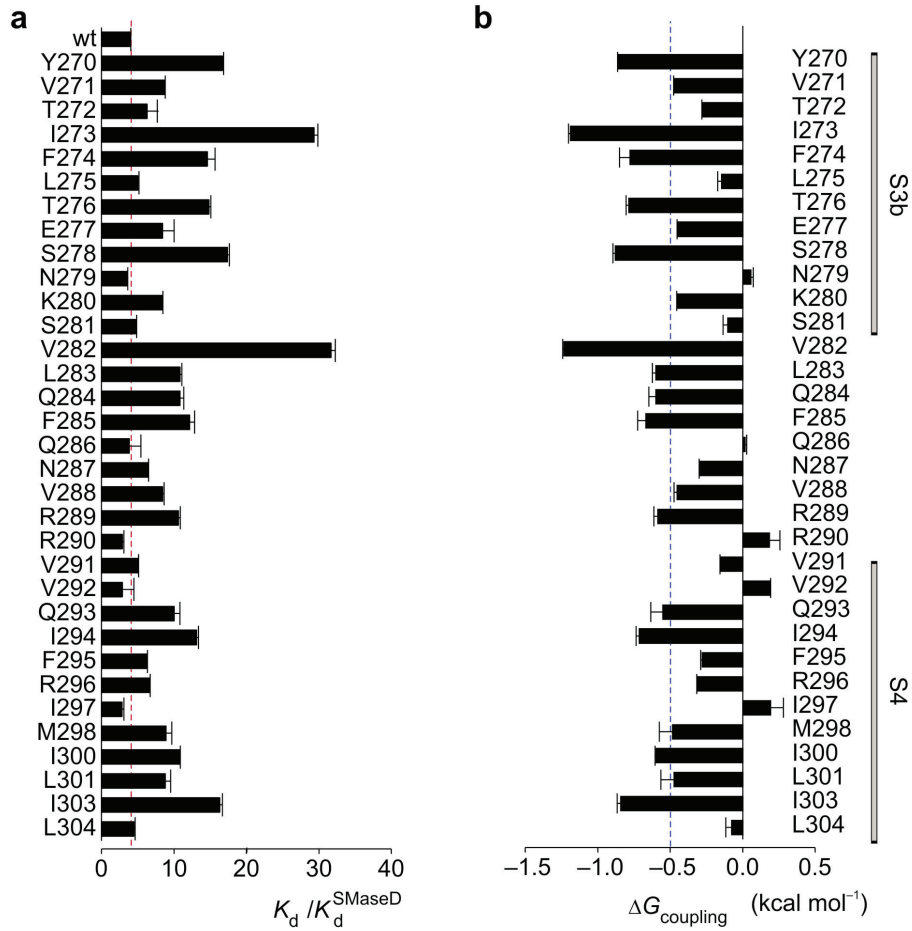 a
wt
Y270
V271
T272
I273
F274
L275
T276
E277
S278
N279
K280
S281
V282
L283
Q284
F285
Q286
N287
V288
R289
R290
V291
V292
Q293
I294
F295
R296
I297
M298
I300
L301
I303
L304
0 10 20 30 40
K_d /K_d^SMaseD
b
Y270
V271
T272
I273
F274
L275
T276
E277
S278
N279
K280
S281
V282
L283
Q284
F285
Q286
N287
V288
R289
R290
V291
V292
Q293
I294
F295
R296
I297
M298
I300
L301
I303
L304
S3b
S4
–1.5 –1.0 –0.5 0.0 0.5
ΔG_coupling (kcal mol⁻¹)